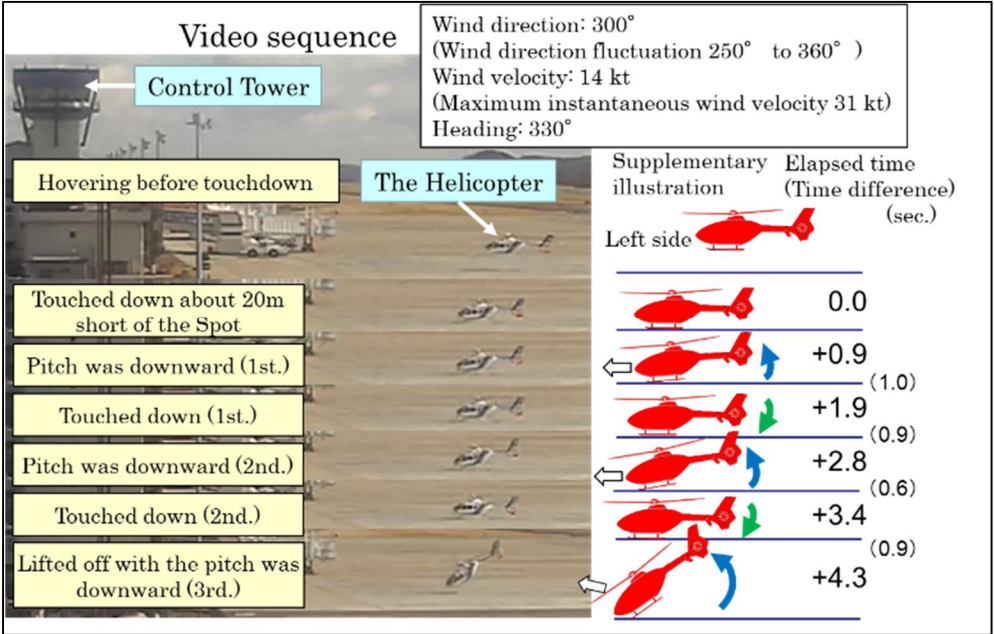 Video sequence
Wind direction: 300°
(Wind direction fluctuation 250° to 360°)
Wind velocity: 14 kt
(Maximum instantaneous wind velocity 31 kt)
Heading: 330°
Control Tower
Hovering before touchdown
The Helicopter
Supplementary
illustration
Elapsed time
(Time difference)
(sec.)
Left side
Touched down about 20m
short of the Spot
0.0
Pitch was downward (1st.)
+0.9
(1.0)
Touched down (1st.)
+1.9
(0.9)
Pitch was downward (2nd.)
+2.8
(0.6)
Touched down (2nd.)
+3.4
(0.9)
Lifted off with the pitch was
downward (3rd.)
+4.3